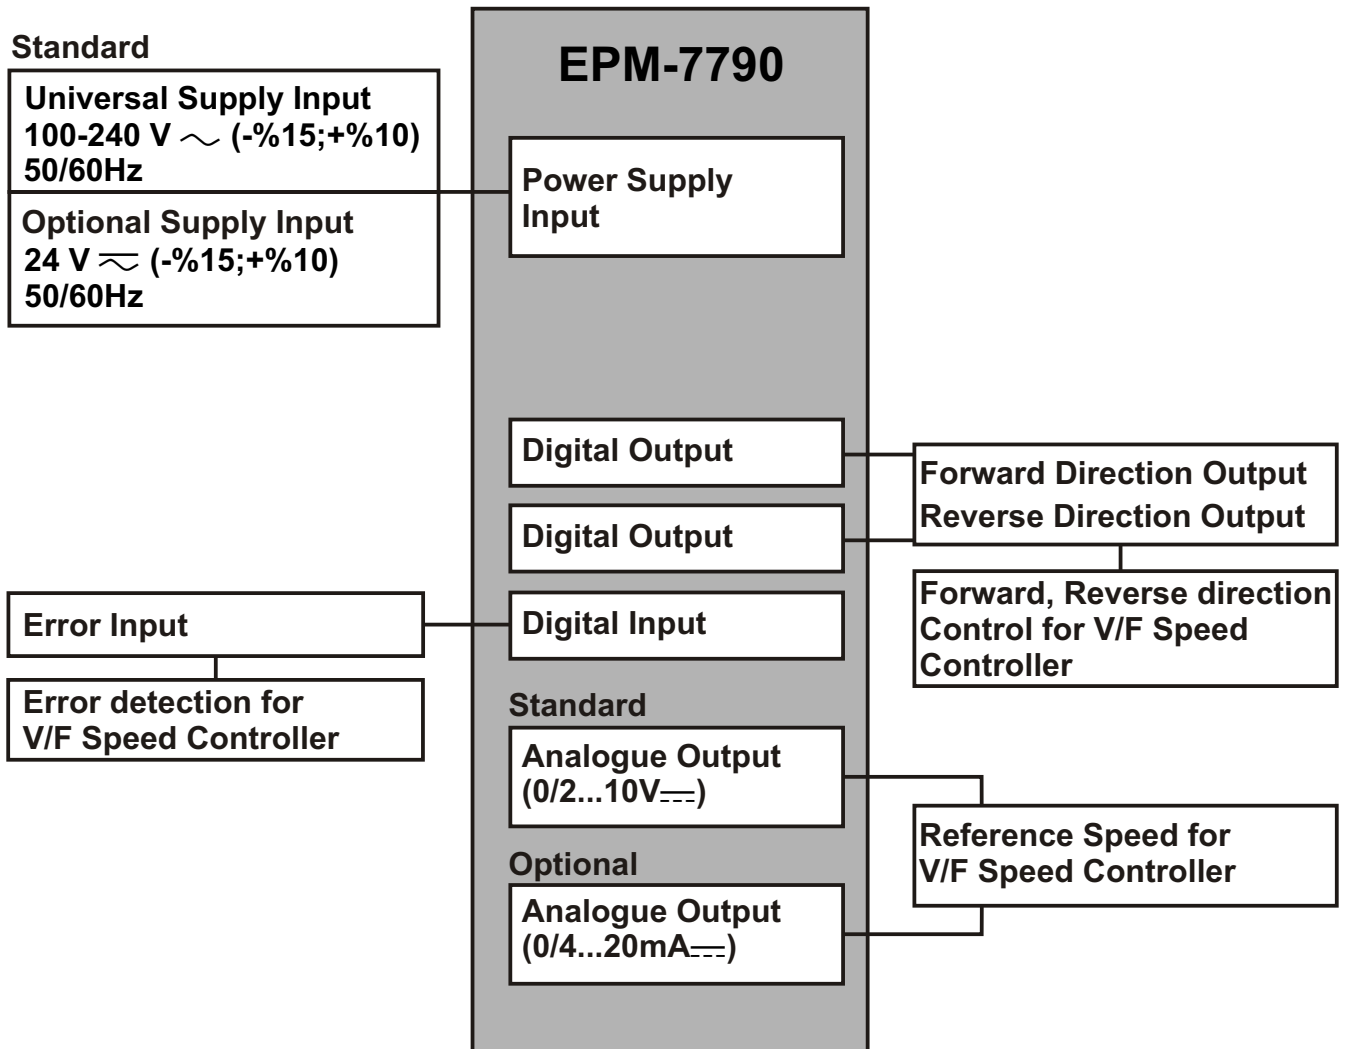 Standard
Universal Supply Input
100-240 V ~ (-%15;+%10)
50/60Hz
Optional Supply Input
24 V ⏦ (-%15;+%10)
50/60Hz
EPM-7790
Power Supply
Input
Digital Output
Digital Output
Digital Input
Forward Direction Output
Reverse Direction Output
Forward, Reverse direction
Control for V/F Speed
Controller
Error Input
Error detection for
V/F Speed Controller
Standard
Analogue Output
(0/2...10V⎓)
Optional
Analogue Output
(0/4...20mA⎓)
Reference Speed for
V/F Speed Controller